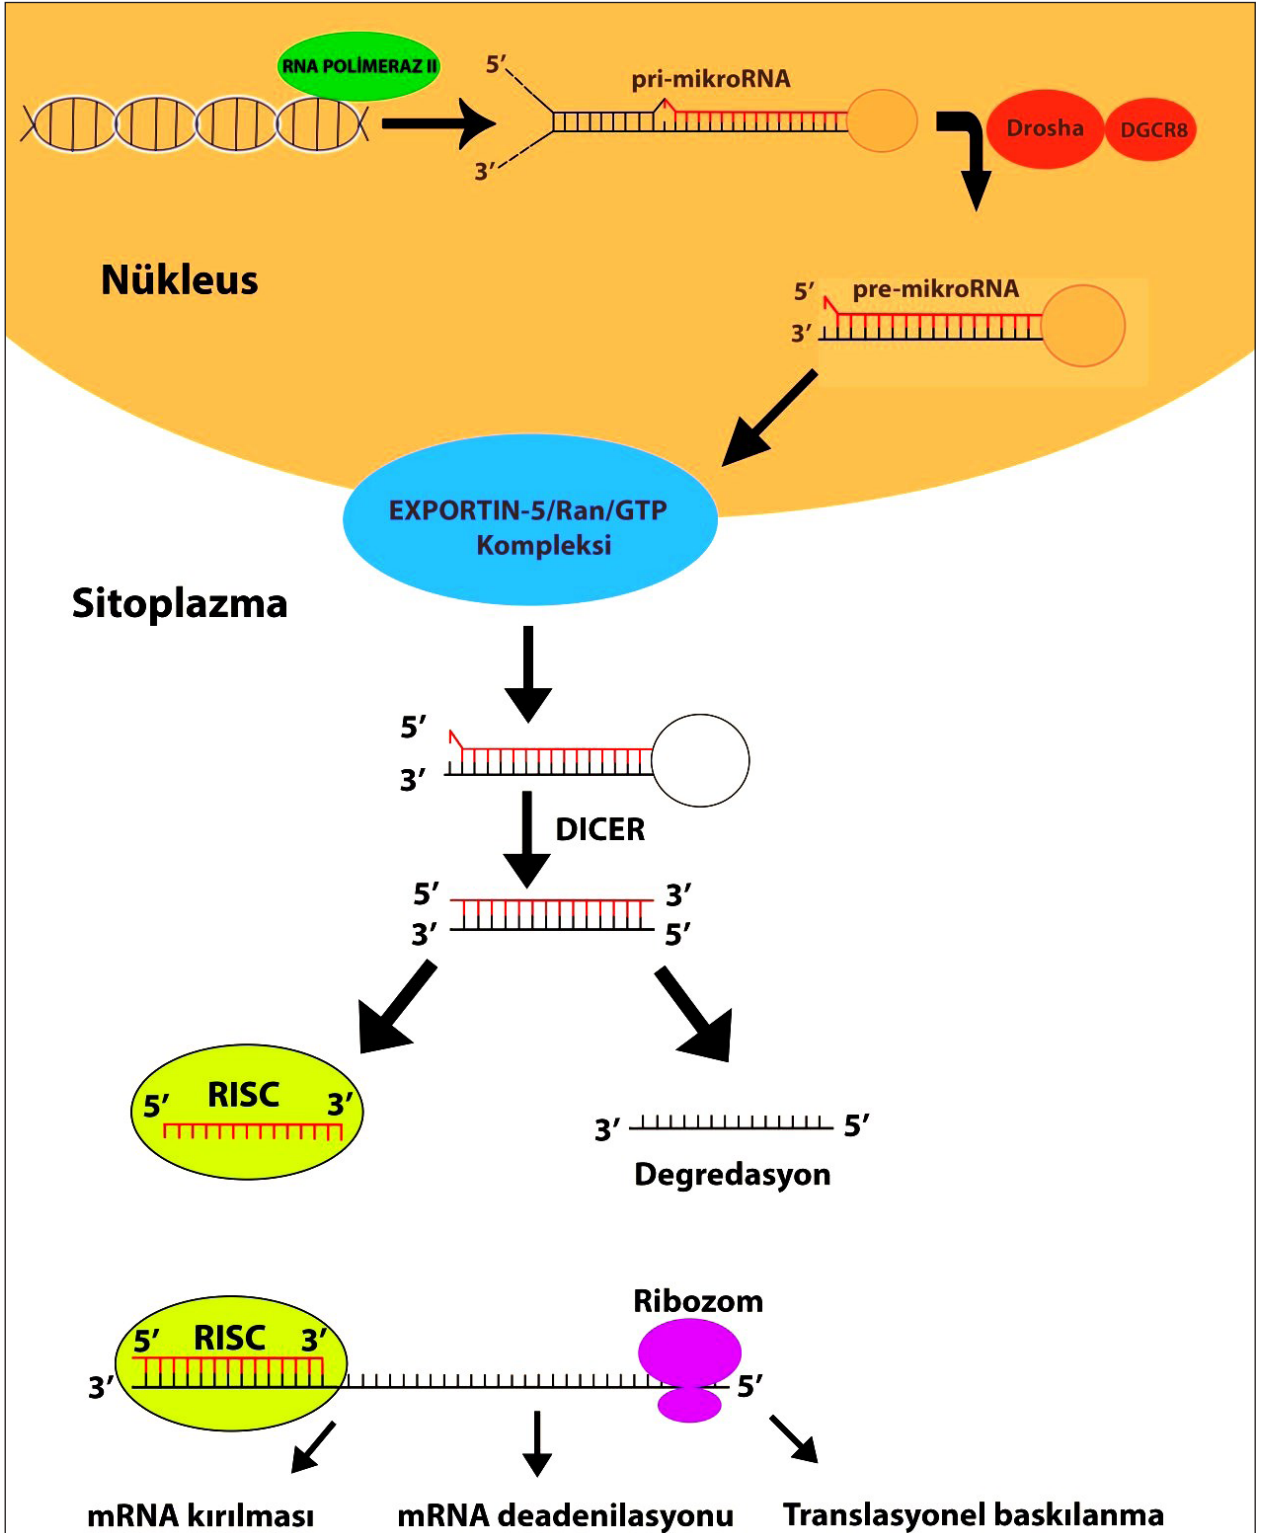 RNA POLİMERAZ II
5’
pri-mikroRNA
3’
Drosha
DGCR8
Nükleus
5’
pre-mikroRNA
3’
EXPORTIN-5/Ran/GTP
Kompleksi
Sitoplazma
5’
3’
DICER
5’ 3’
3’ 5’
RISC
5’ 3’
3’ 5’
Degredasyon
Ribozom
5’ RISC 3’
3’ 5’
mRNA kırılması
mRNA deadenilasyonu
Translasyonel baskılanma